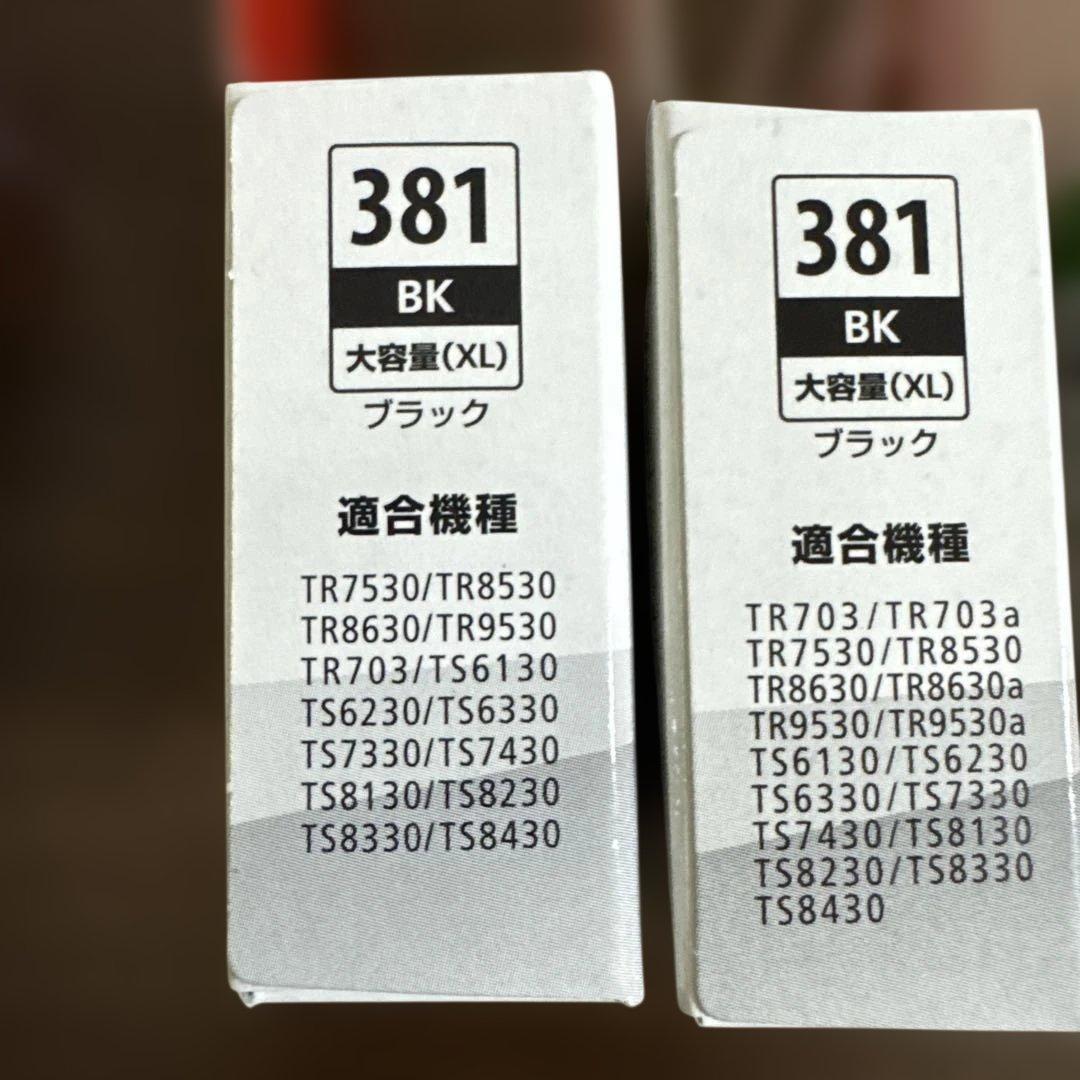 381
BK
大容量(XL)
ブラック
適合機種
TR7530/TR8530
TR8630/TR9530
TR703/TS6130
TS6230/TS6330
TS7330/TS7430
TS8130/TS8230
TS8330/TS8430
381
BK
大容量(XL)
ブラック
適合機種
TR703/TR703a
TR7530/TR8530
TR8630/TR8630a
TR9530/TR9530a
TS6130/TS6230
TS6330/TS7330
TS7430/TS8130
TS8230/TS8330
TS8430